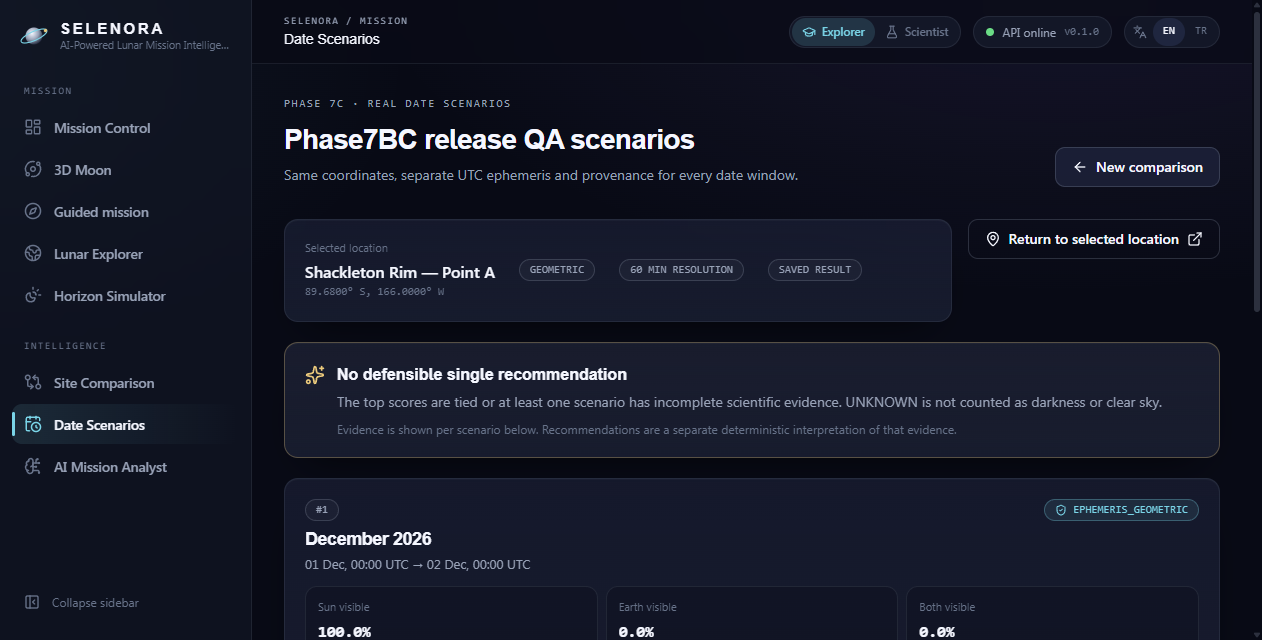 SELENORA
AI-Powered Lunar Mission Intellige...
MISSION
Mission Control
3D Moon
Guided mission
Lunar Explorer
Horizon Simulator
INTELLIGENCE
Site Comparison
Date Scenarios
AI Mission Analyst
Collapse sidebar
SELENORA / MISSION
Date Scenarios
Explorer
Scientist
API online v0.1.0
EN
TR
PHASE 7C · REAL DATE SCENARIOS
Phase7BC release QA scenarios
Same coordinates, separate UTC ephemeris and provenance for every date window.
New comparison
Selected location
Shackleton Rim — Point A
89.6800° S, 166.0000° W
GEOMETRIC
60 MIN RESOLUTION
SAVED RESULT
Return to selected location
No defensible single recommendation
The top scores are tied or at least one scenario has incomplete scientific evidence. UNKNOWN is not counted as darkness or clear sky.
Evidence is shown per scenario below. Recommendations are a separate deterministic interpretation of that evidence.
#1
EPHEMERIS_GEOMETRIC
December 2026
01 Dec, 00:00 UTC → 02 Dec, 00:00 UTC
Sun visible
100.0%
Earth visible
0.0%
Both visible
0.0%